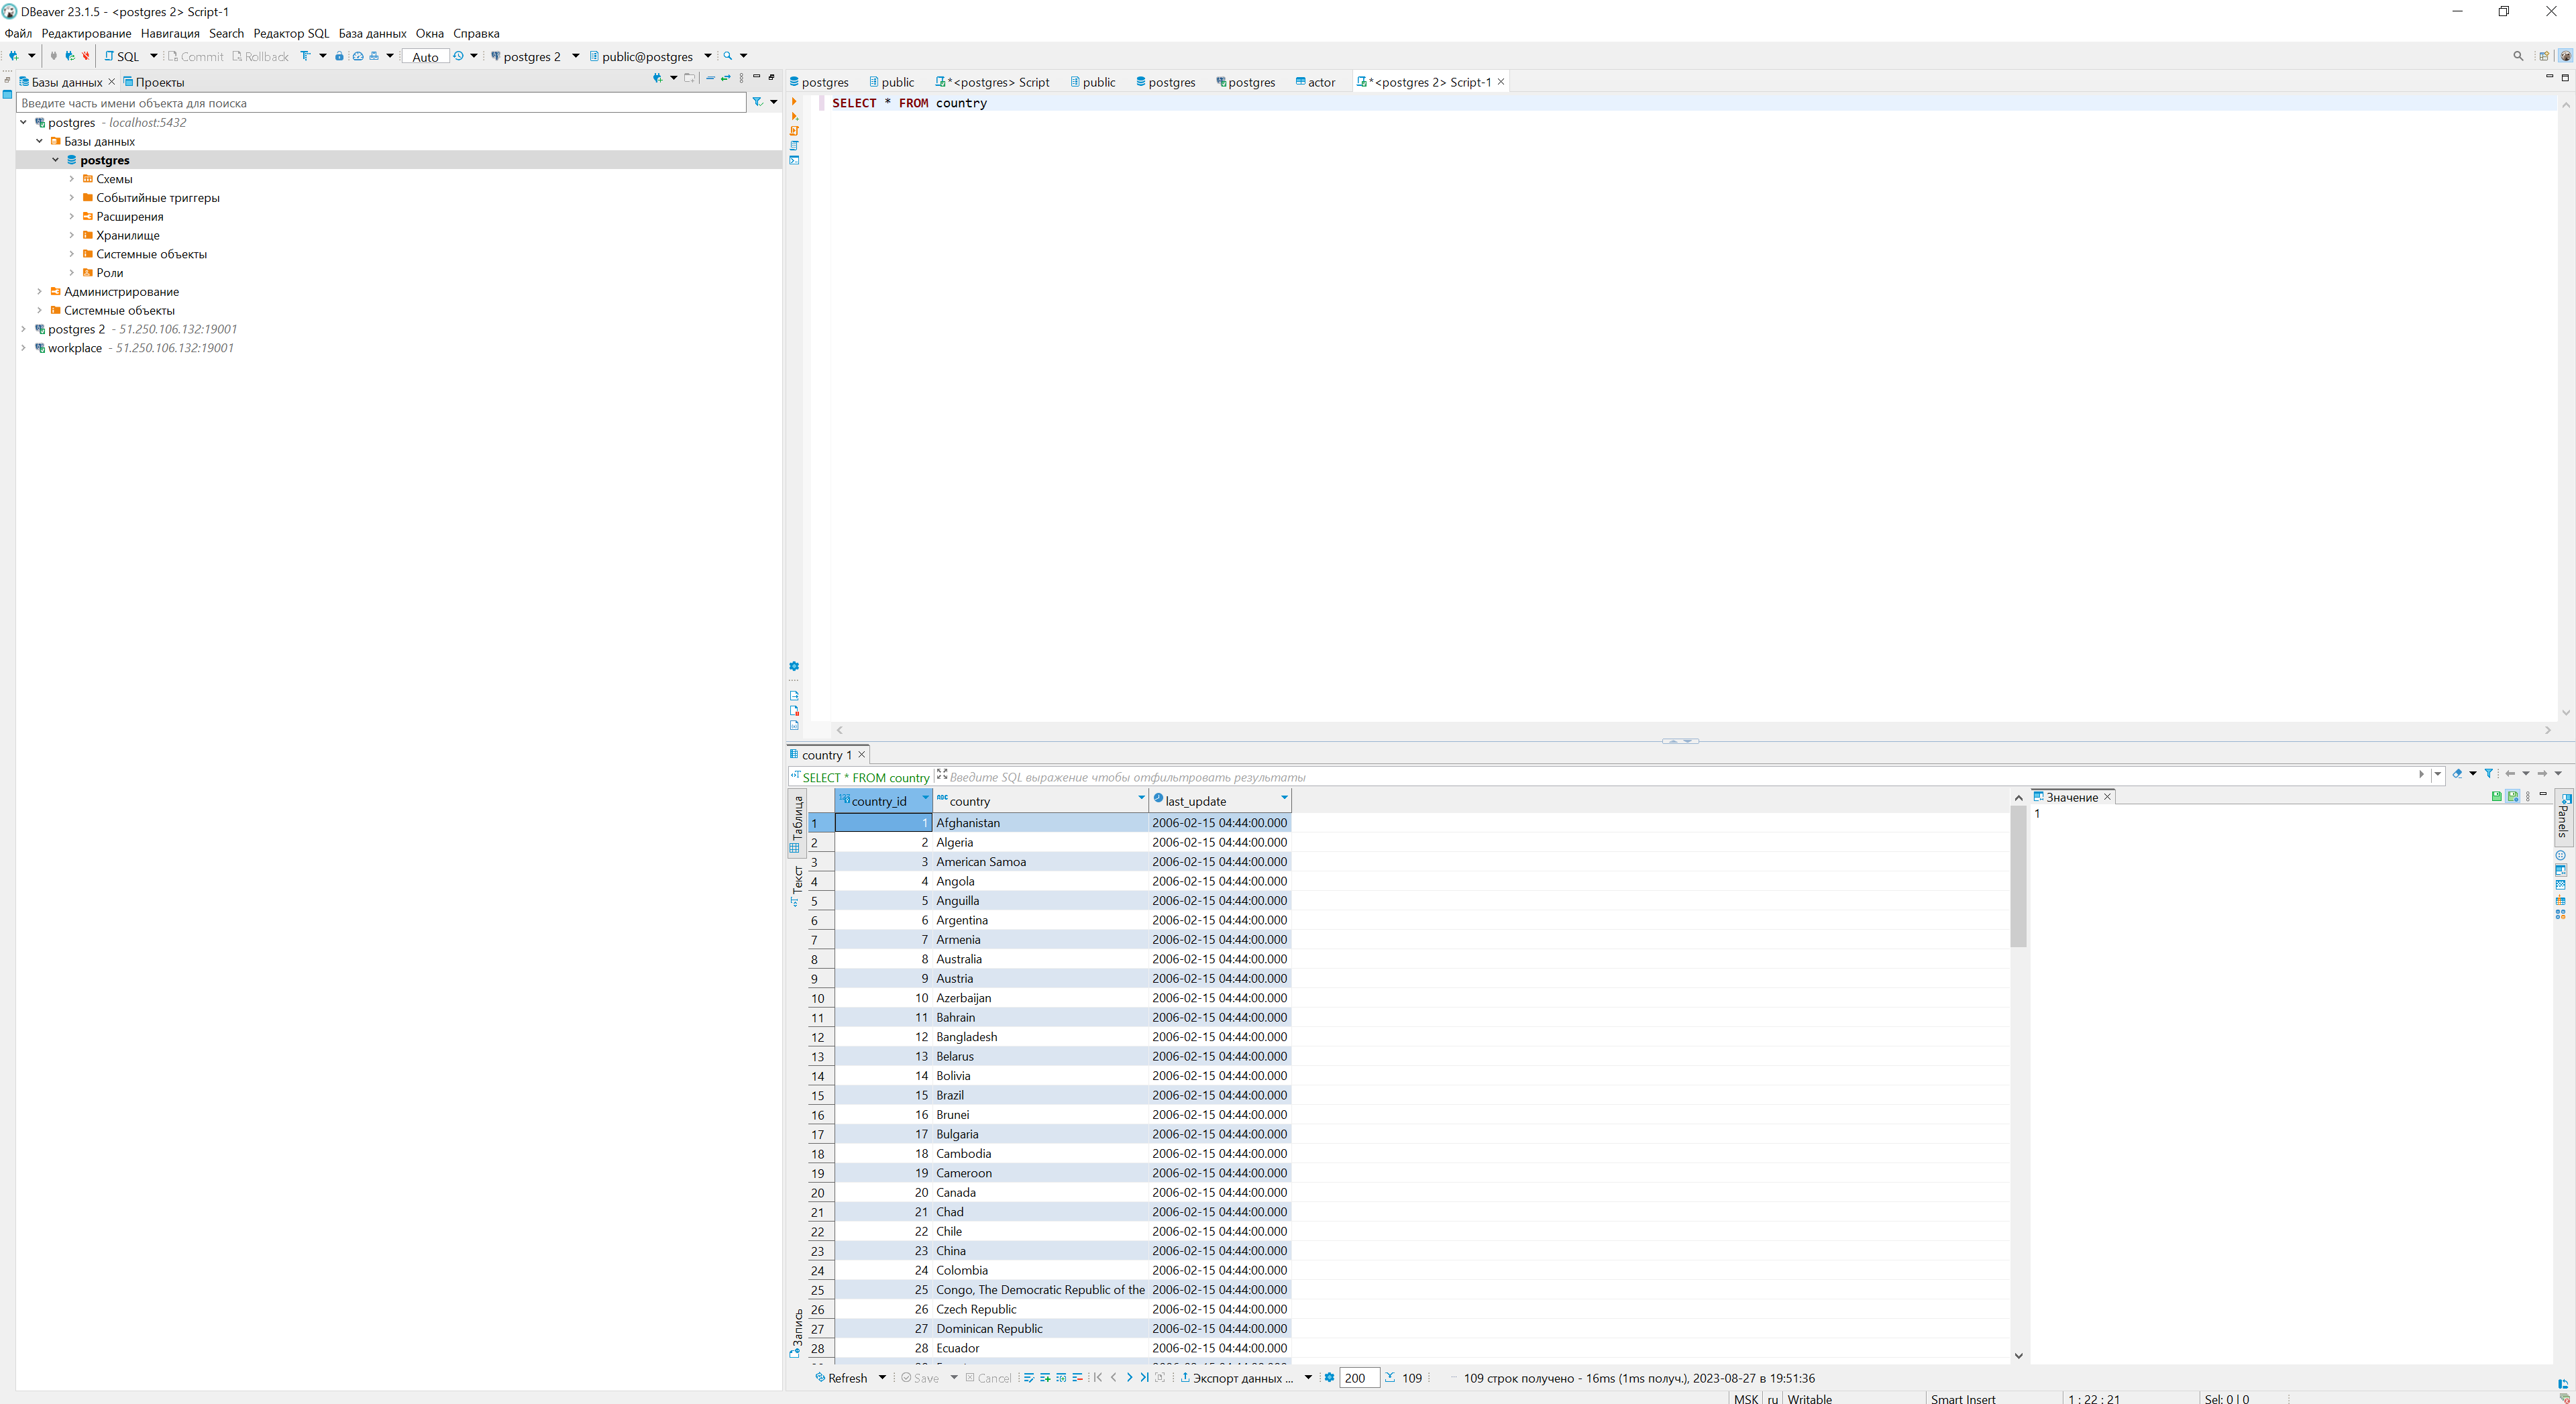 DBeaver 23.1.5 - <postgres 2> Script-1
Файл Редактирование Навигация Search Редактор SQL База данных Окна Справка
SQL Commit Rollback Auto postgres 2 public@postgres
Базы данных Проекты
Введите часть имени объекта для поиска
postgres - localhost:5432
Базы данных
postgres
Схемы
Событийные триггеры
Расширения
Хранилище
Системные объекты
Роли
Администрирование
Системные объекты
postgres 2 - 51.250.106.132:19001
workplace - 51.250.106.132:19001
postgres public *<postgres> Script public postgres postgres actor *<postgres 2> Script-1
SELECT * FROM country
country 1
SELECT * FROM country Введите SQL выражение чтобы отфильтровать результаты
Таблица
Текст
Запись
country_id country last_update
1 1 Afghanistan 2006-02-15 04:44:00.000
2 2 Algeria 2006-02-15 04:44:00.000
3 3 American Samoa 2006-02-15 04:44:00.000
4 4 Angola 2006-02-15 04:44:00.000
5 5 Anguilla 2006-02-15 04:44:00.000
6 6 Argentina 2006-02-15 04:44:00.000
7 7 Armenia 2006-02-15 04:44:00.000
8 8 Australia 2006-02-15 04:44:00.000
9 9 Austria 2006-02-15 04:44:00.000
10 10 Azerbaijan 2006-02-15 04:44:00.000
11 11 Bahrain 2006-02-15 04:44:00.000
12 12 Bangladesh 2006-02-15 04:44:00.000
13 13 Belarus 2006-02-15 04:44:00.000
14 14 Bolivia 2006-02-15 04:44:00.000
15 15 Brazil 2006-02-15 04:44:00.000
16 16 Brunei 2006-02-15 04:44:00.000
17 17 Bulgaria 2006-02-15 04:44:00.000
18 18 Cambodia 2006-02-15 04:44:00.000
19 19 Cameroon 2006-02-15 04:44:00.000
20 20 Canada 2006-02-15 04:44:00.000
21 21 Chad 2006-02-15 04:44:00.000
22 22 Chile 2006-02-15 04:44:00.000
23 23 China 2006-02-15 04:44:00.000
24 24 Colombia 2006-02-15 04:44:00.000
25 25 Congo, The Democratic Republic of the 2006-02-15 04:44:00.000
26 26 Czech Republic 2006-02-15 04:44:00.000
27 27 Dominican Republic 2006-02-15 04:44:00.000
28 28 Ecuador 2006-02-15 04:44:00.000
Значение
1
Panels
Refresh Save Cancel Экспорт данных ... 200 109 109 строк получено - 16ms (1ms получ.), 2023-08-27 в 19:51:36
MSK ru Writable Smart Insert 1 : 22 : 21 Sel: 0 | 0